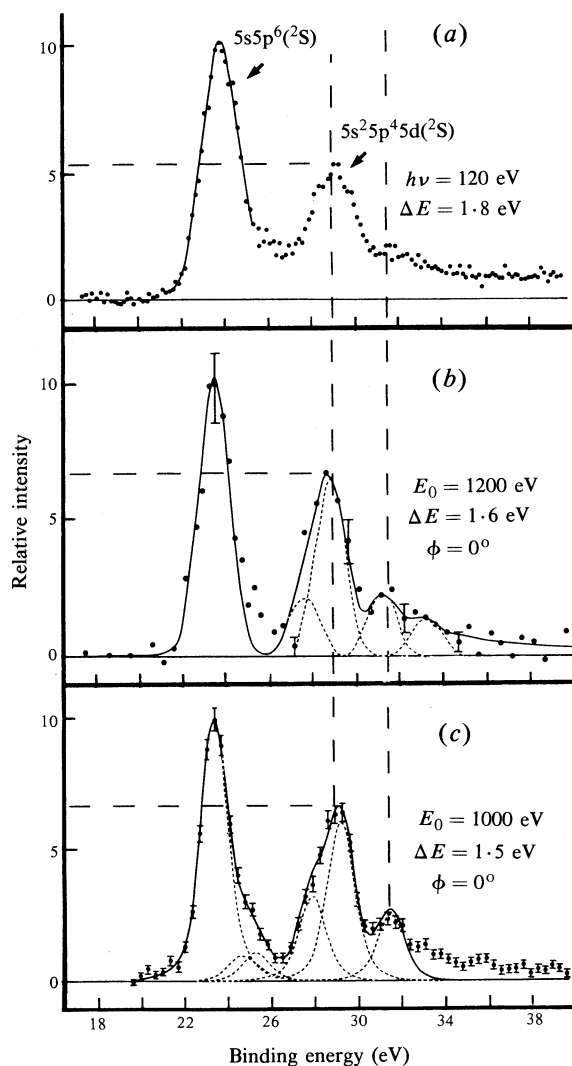 (a)
5s5p⁶(²S)
5s²5p⁴5d(²S)
hν = 120 eV
ΔE = 1·8 eV
10
5
0
(b)
E₀ = 1200 eV
ΔE = 1·6 eV
ϕ = 0°
10
5
0
Relative intensity
(c)
E₀ = 1000 eV
ΔE = 1·5 eV
ϕ = 0°
10
5
0
18 22 26 30 34 38
Binding energy (eV)